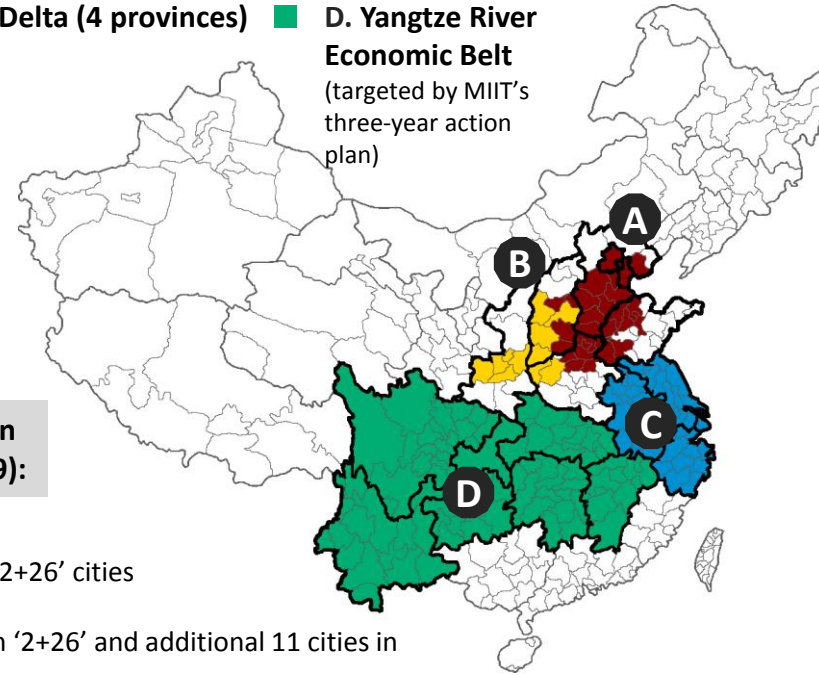 Delta (4 provinces)
D. Yangtze River
Economic Belt
(targeted by MIIT's
three-year action
plan)
A
B
C
D
9):
2+26’ cities
‘2+26’ and additional 11 cities in